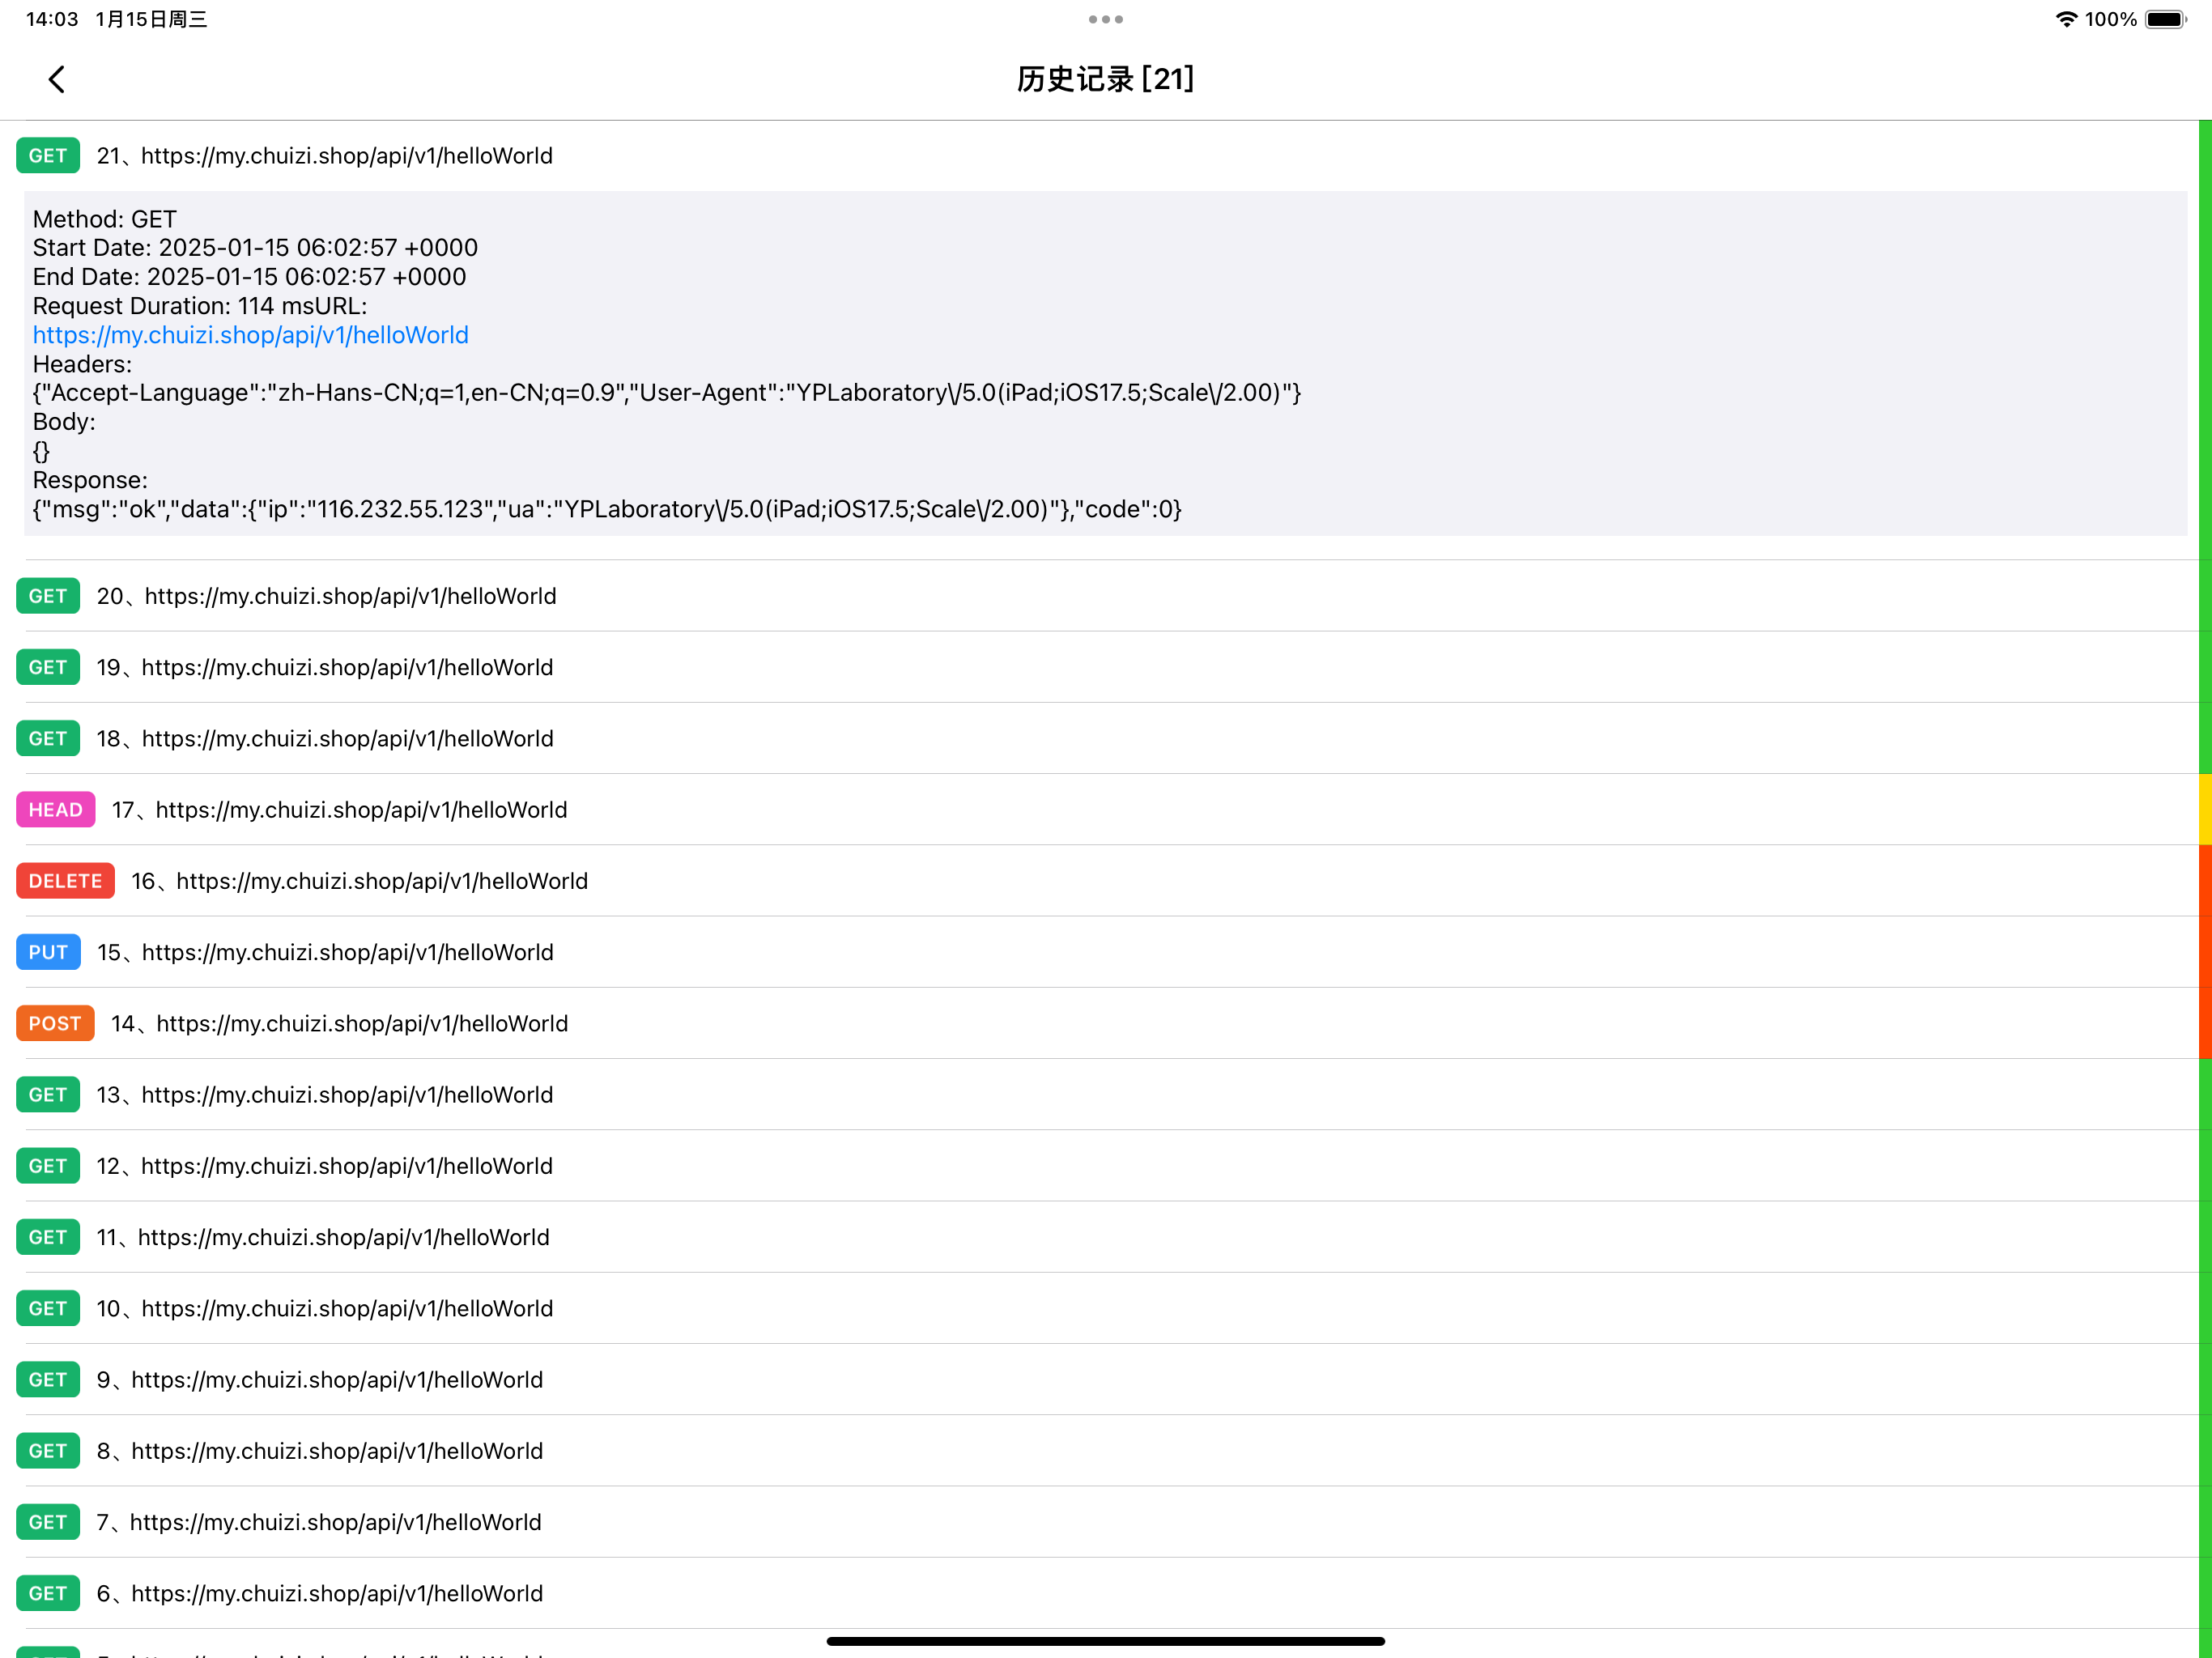 14:03 1月15日周三
100%
历史记录 [21]
GET 21、https://my.chuizi.shop/api/v1/helloWorld
Method: GET
Start Date: 2025-01-15 06:02:57 +0000
End Date: 2025-01-15 06:02:57 +0000
Request Duration: 114 msURL:
https://my.chuizi.shop/api/v1/helloWorld
Headers:
{"Accept-Language":"zh-Hans-CN;q=1,en-CN;q=0.9","User-Agent":"YPLaboratory\/5.0(iPad;iOS17.5;Scale\/2.00)"}
Body:
{}
Response:
{"msg":"ok","data":{"ip":"116.232.55.123","ua":"YPLaboratory\/5.0(iPad;iOS17.5;Scale\/2.00)"},"code":0}
GET 20、https://my.chuizi.shop/api/v1/helloWorld
GET 19、https://my.chuizi.shop/api/v1/helloWorld
GET 18、https://my.chuizi.shop/api/v1/helloWorld
HEAD 17、https://my.chuizi.shop/api/v1/helloWorld
DELETE 16、https://my.chuizi.shop/api/v1/helloWorld
PUT 15、https://my.chuizi.shop/api/v1/helloWorld
POST 14、https://my.chuizi.shop/api/v1/helloWorld
GET 13、https://my.chuizi.shop/api/v1/helloWorld
GET 12、https://my.chuizi.shop/api/v1/helloWorld
GET 11、https://my.chuizi.shop/api/v1/helloWorld
GET 10、https://my.chuizi.shop/api/v1/helloWorld
GET 9、https://my.chuizi.shop/api/v1/helloWorld
GET 8、https://my.chuizi.shop/api/v1/helloWorld
GET 7、https://my.chuizi.shop/api/v1/helloWorld
GET 6、https://my.chuizi.shop/api/v1/helloWorld